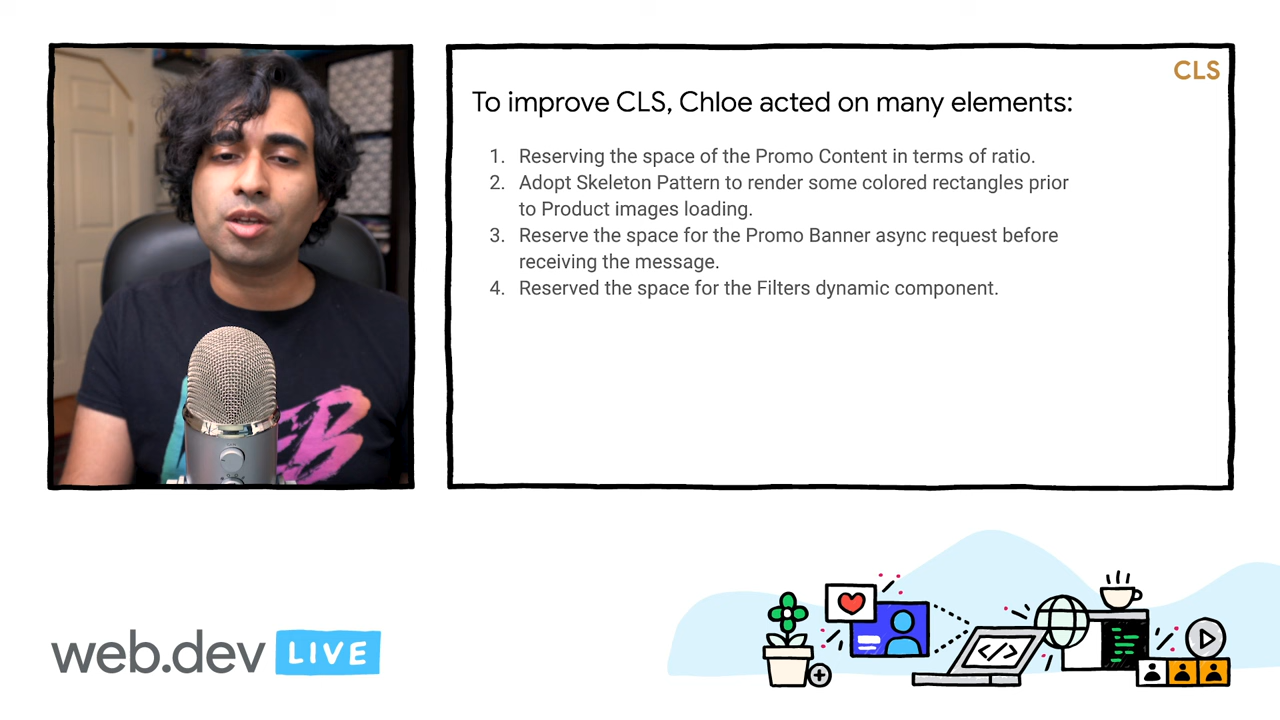 CLS
To improve CLS, Chloe acted on many elements:
1. Reserving the space of the Promo Content in terms of ratio.
2. Adopt Skeleton Pattern to render some colored rectangles prior
to Product images loading.
3. Reserve the space for the Promo Banner async request before
receiving the message.
4. Reserved the space for the Filters dynamic component.
web.dev LIVE